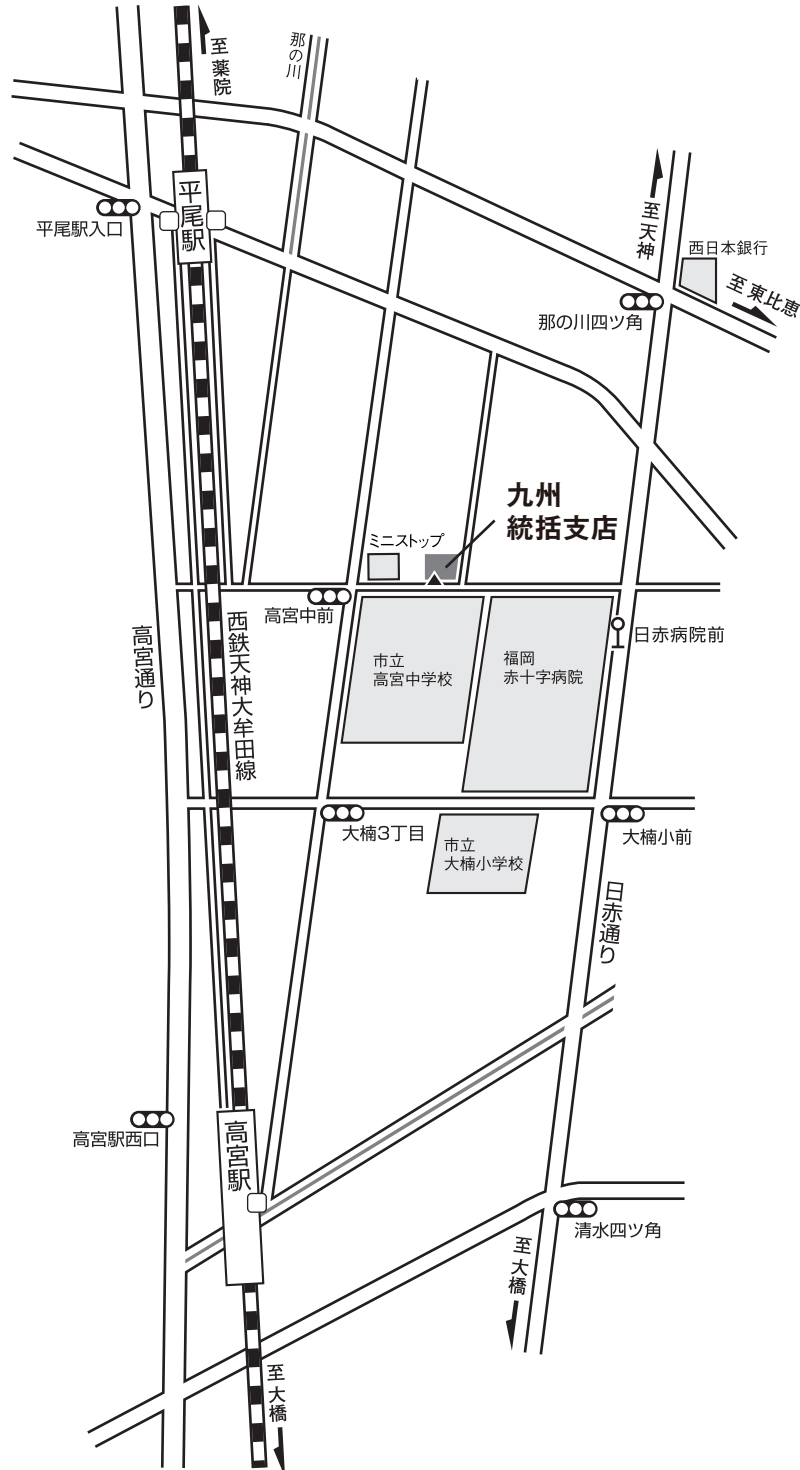 至 薬院
那の川
平尾駅
平尾駅入口
至 天神
西日本銀行
至 東比恵
那の川四ツ角
九州
統括支店
ミニストップ
高宮中前
西鉄天神大牟田線
高宮通り
市立
高宮中学校
福岡
赤十字病院
日赤病院前
大楠3丁目
市立
大楠小学校
大楠小前
日赤通り
高宮駅西口
高宮駅
清水四ツ角
至 大橋
至 大橋